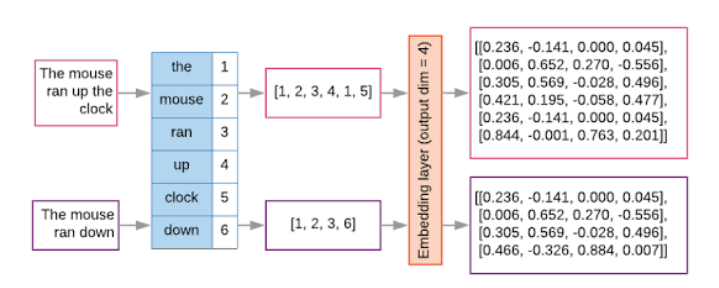 The mouse
ran up the
clock
the 1
mouse 2
ran 3
up 4
clock 5
down 6
[1, 2, 3, 4, 1, 5]
Embedding layer (output dim = 4)
[[0.236, -0.141, 0.000, 0.045],
[0.006, 0.652, 0.270, -0.556],
[0.305, 0.569, -0.028, 0.496],
[0.421, 0.195, -0.058, 0.477],
[0.236, -0.141, 0.000, 0.045],
[0.844, -0.001, 0.763, 0.201]]
The mouse
ran down
[1, 2, 3, 6]
[[0.236, -0.141, 0.000, 0.045],
[0.006, 0.652, 0.270, -0.556],
[0.305, 0.569, -0.028, 0.496],
[0.466, -0.326, 0.884, 0.007]]